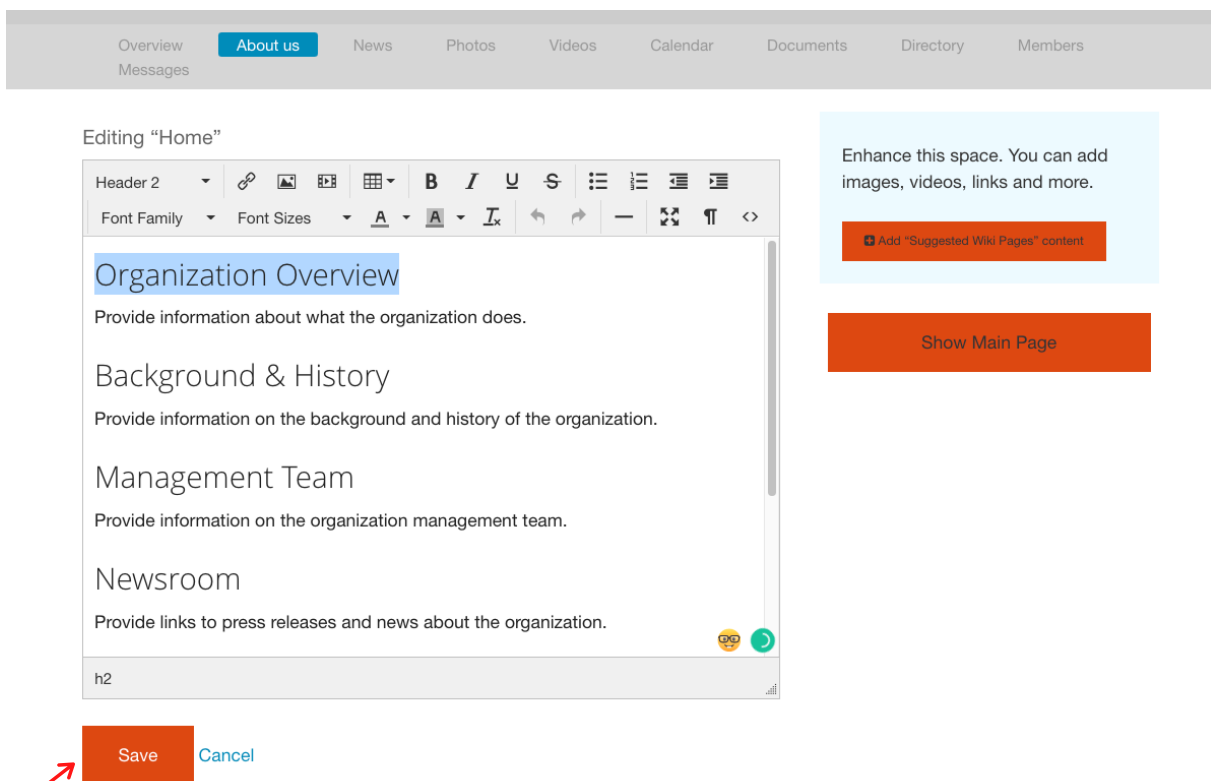 Overview About us News Photos Videos Calendar Documents Directory Members
Messages
Editing “Home”
Header 2 B I U S
Font Family Font Sizes A A Tx ¶ <>
Organization Overview
Provide information about what the organization does.
Background & History
Provide information on the background and history of the organization.
Management Team
Provide information on the organization management team.
Newsroom
Provide links to press releases and news about the organization.
h2
Save Cancel
Enhance this space. You can add
images, videos, links and more.
Add “Suggested Wiki Pages” content
Show Main Page